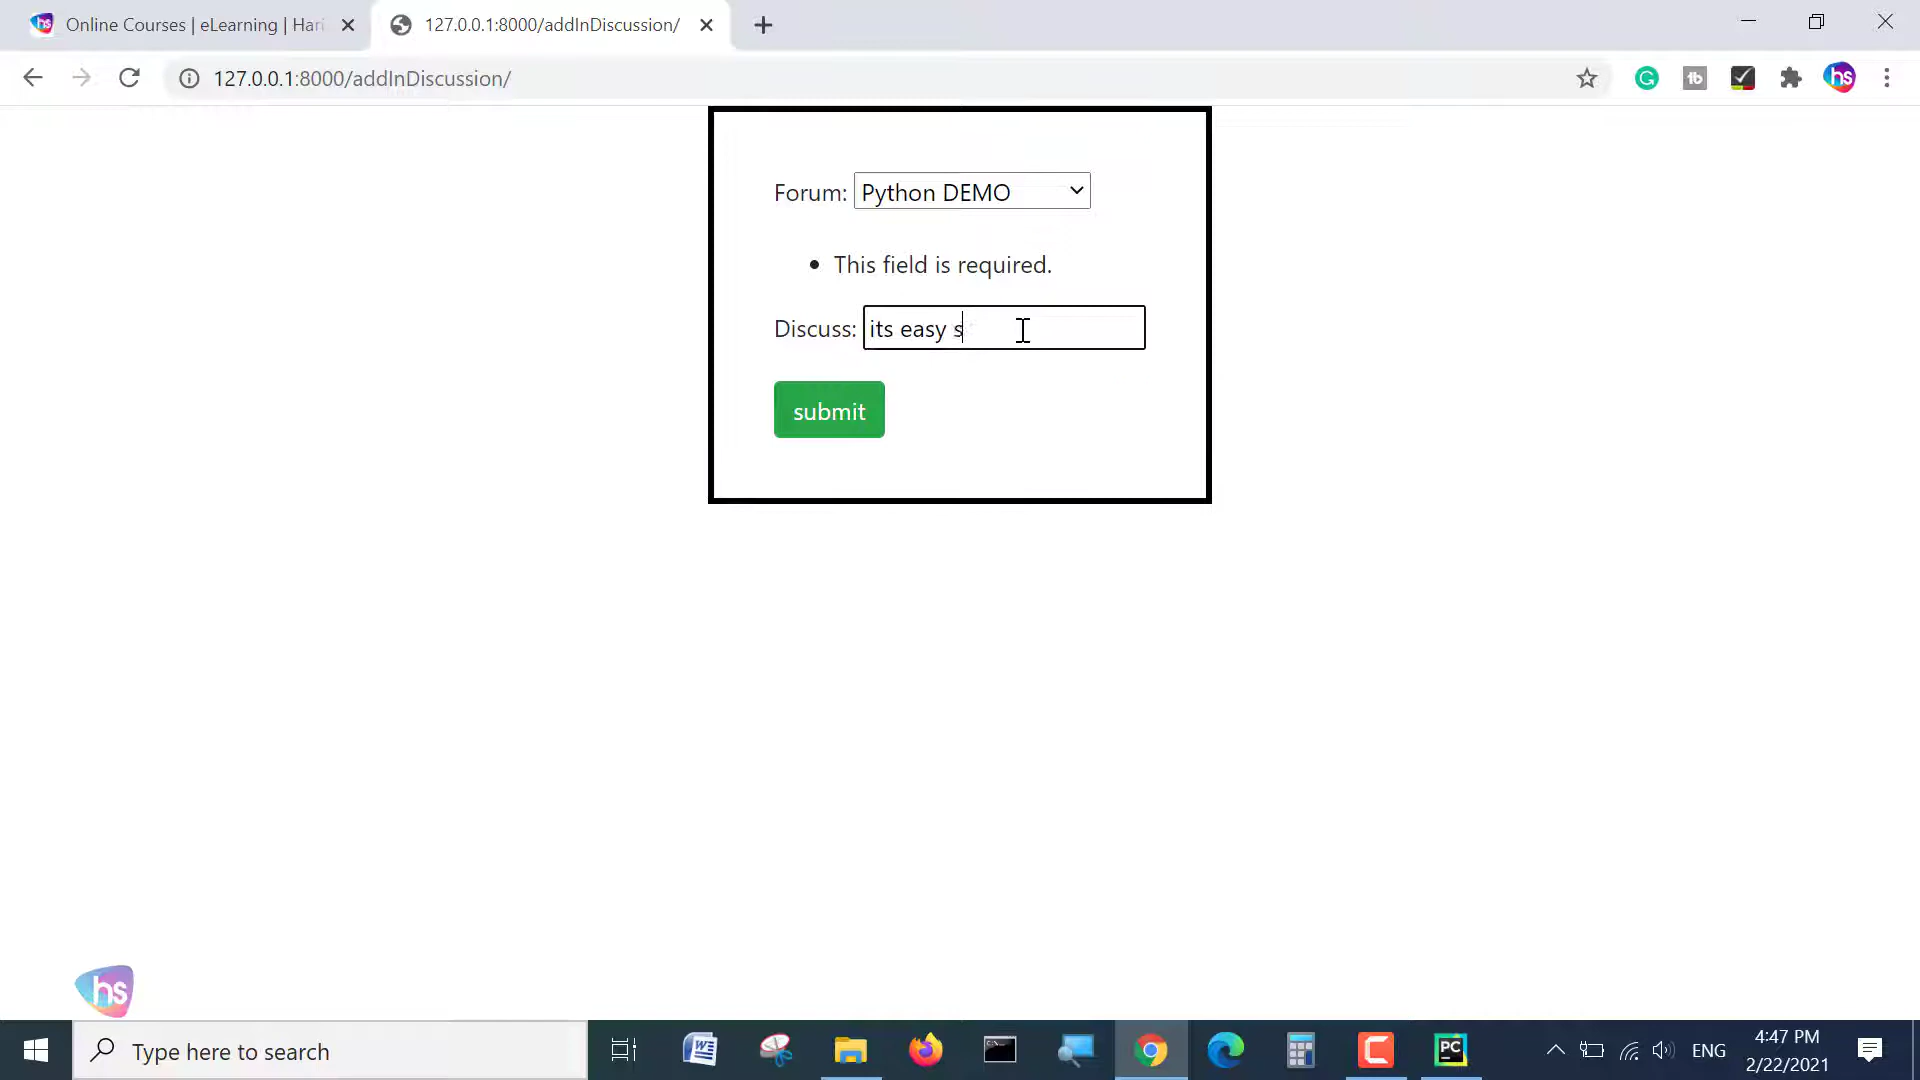 Online Courses | eLearning | Hari
127.0.0.1:8000/addInDiscussion/
127.0.0.1:8000/addInDiscussion/
hs
Forum: Python DEMO
This field is required.
Discuss: its easy s
submit
hs
Type here to search
ENG
4:47 PM
2/22/2021